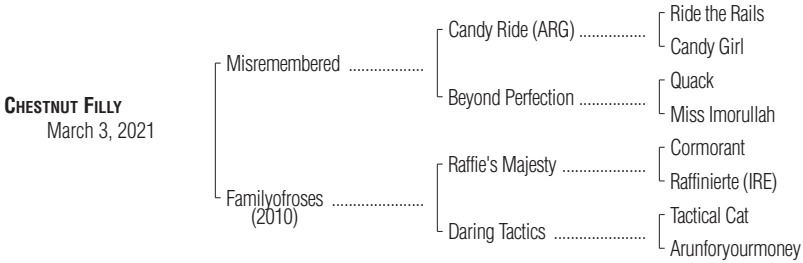 Ride the Rails
Candy Ride (ARG) ................
Candy Girl
Misremembered ..................
Quack
Beyond Perfection ................
Miss Imorullah
CHESTNUT FILLY
March 3, 2021
Cormorant
Raffie's Majesty ....................
Raffinierte (IRE)
Familyofroses ......................
(2010)
Tactical Cat
Daring Tactics ......................
Arunforyourmoney